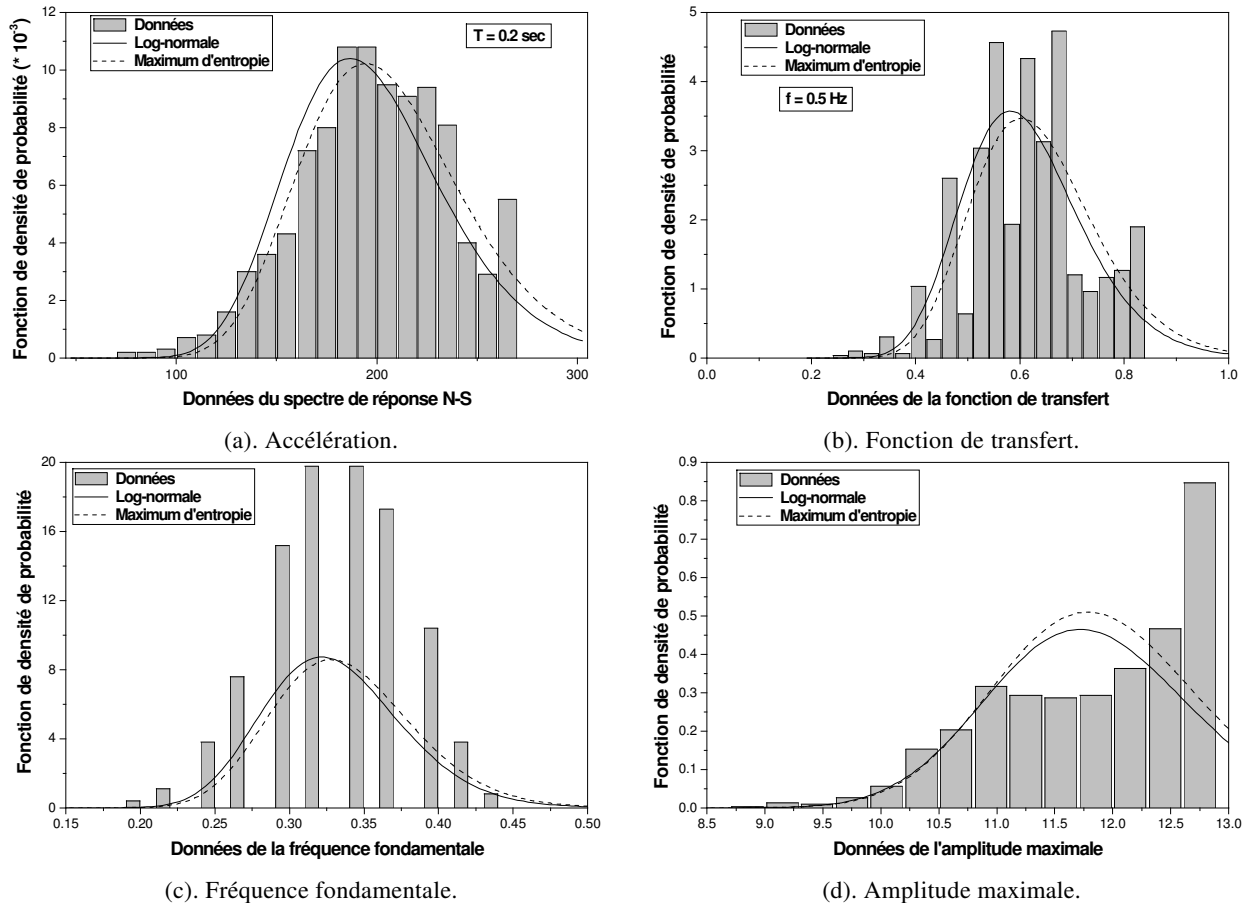 Données
Log-normale
Maximum d'entropie
T = 0.2 sec
Fonction de densité de probabilité (* 10-3)
12
10
8
6
4
2
0
100
200
300
Données du spectre de réponse N-S
(a). Accélération.
Données
Log-normale
Maximum d'entropie
f = 0.5 Hz
Fonction de densité de probabilité
5
4
3
2
1
0
0.0
0.2
0.4
0.6
0.8
1.0
Données de la fonction de transfert
(b). Fonction de transfert.
Données
Log-normale
Maximum d'entropie
Fonction de densité de probabilité
20
16
12
8
4
0
0.15
0.20
0.25
0.30
0.35
0.40
0.45
0.50
Données de la fréquence fondamentale
(c). Fréquence fondamentale.
Données
Log-normale
Maximum d'entropie
Fonction de densité de probabilité
0.9
0.8
0.7
0.6
0.5
0.4
0.3
0.2
0.1
0.0
8.5
9.0
9.5
10.0
10.5
11.0
11.5
12.0
12.5
13.0
Données de l'amplitude maximale
(d). Amplitude maximale.